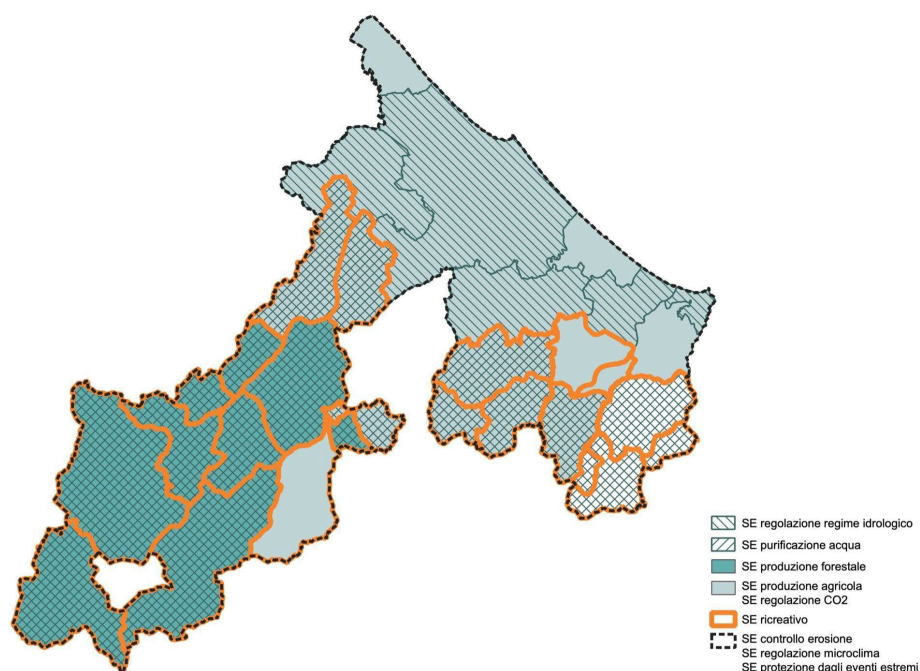 SE regolazione regime idrologico
SE purificazione acqua
SE produzione forestale
SE produzione agricola
SE regolazione CO2
SE ricreativo
SE controllo erosione
SE regolazione microclima
SE protezione dagli eventi estremi